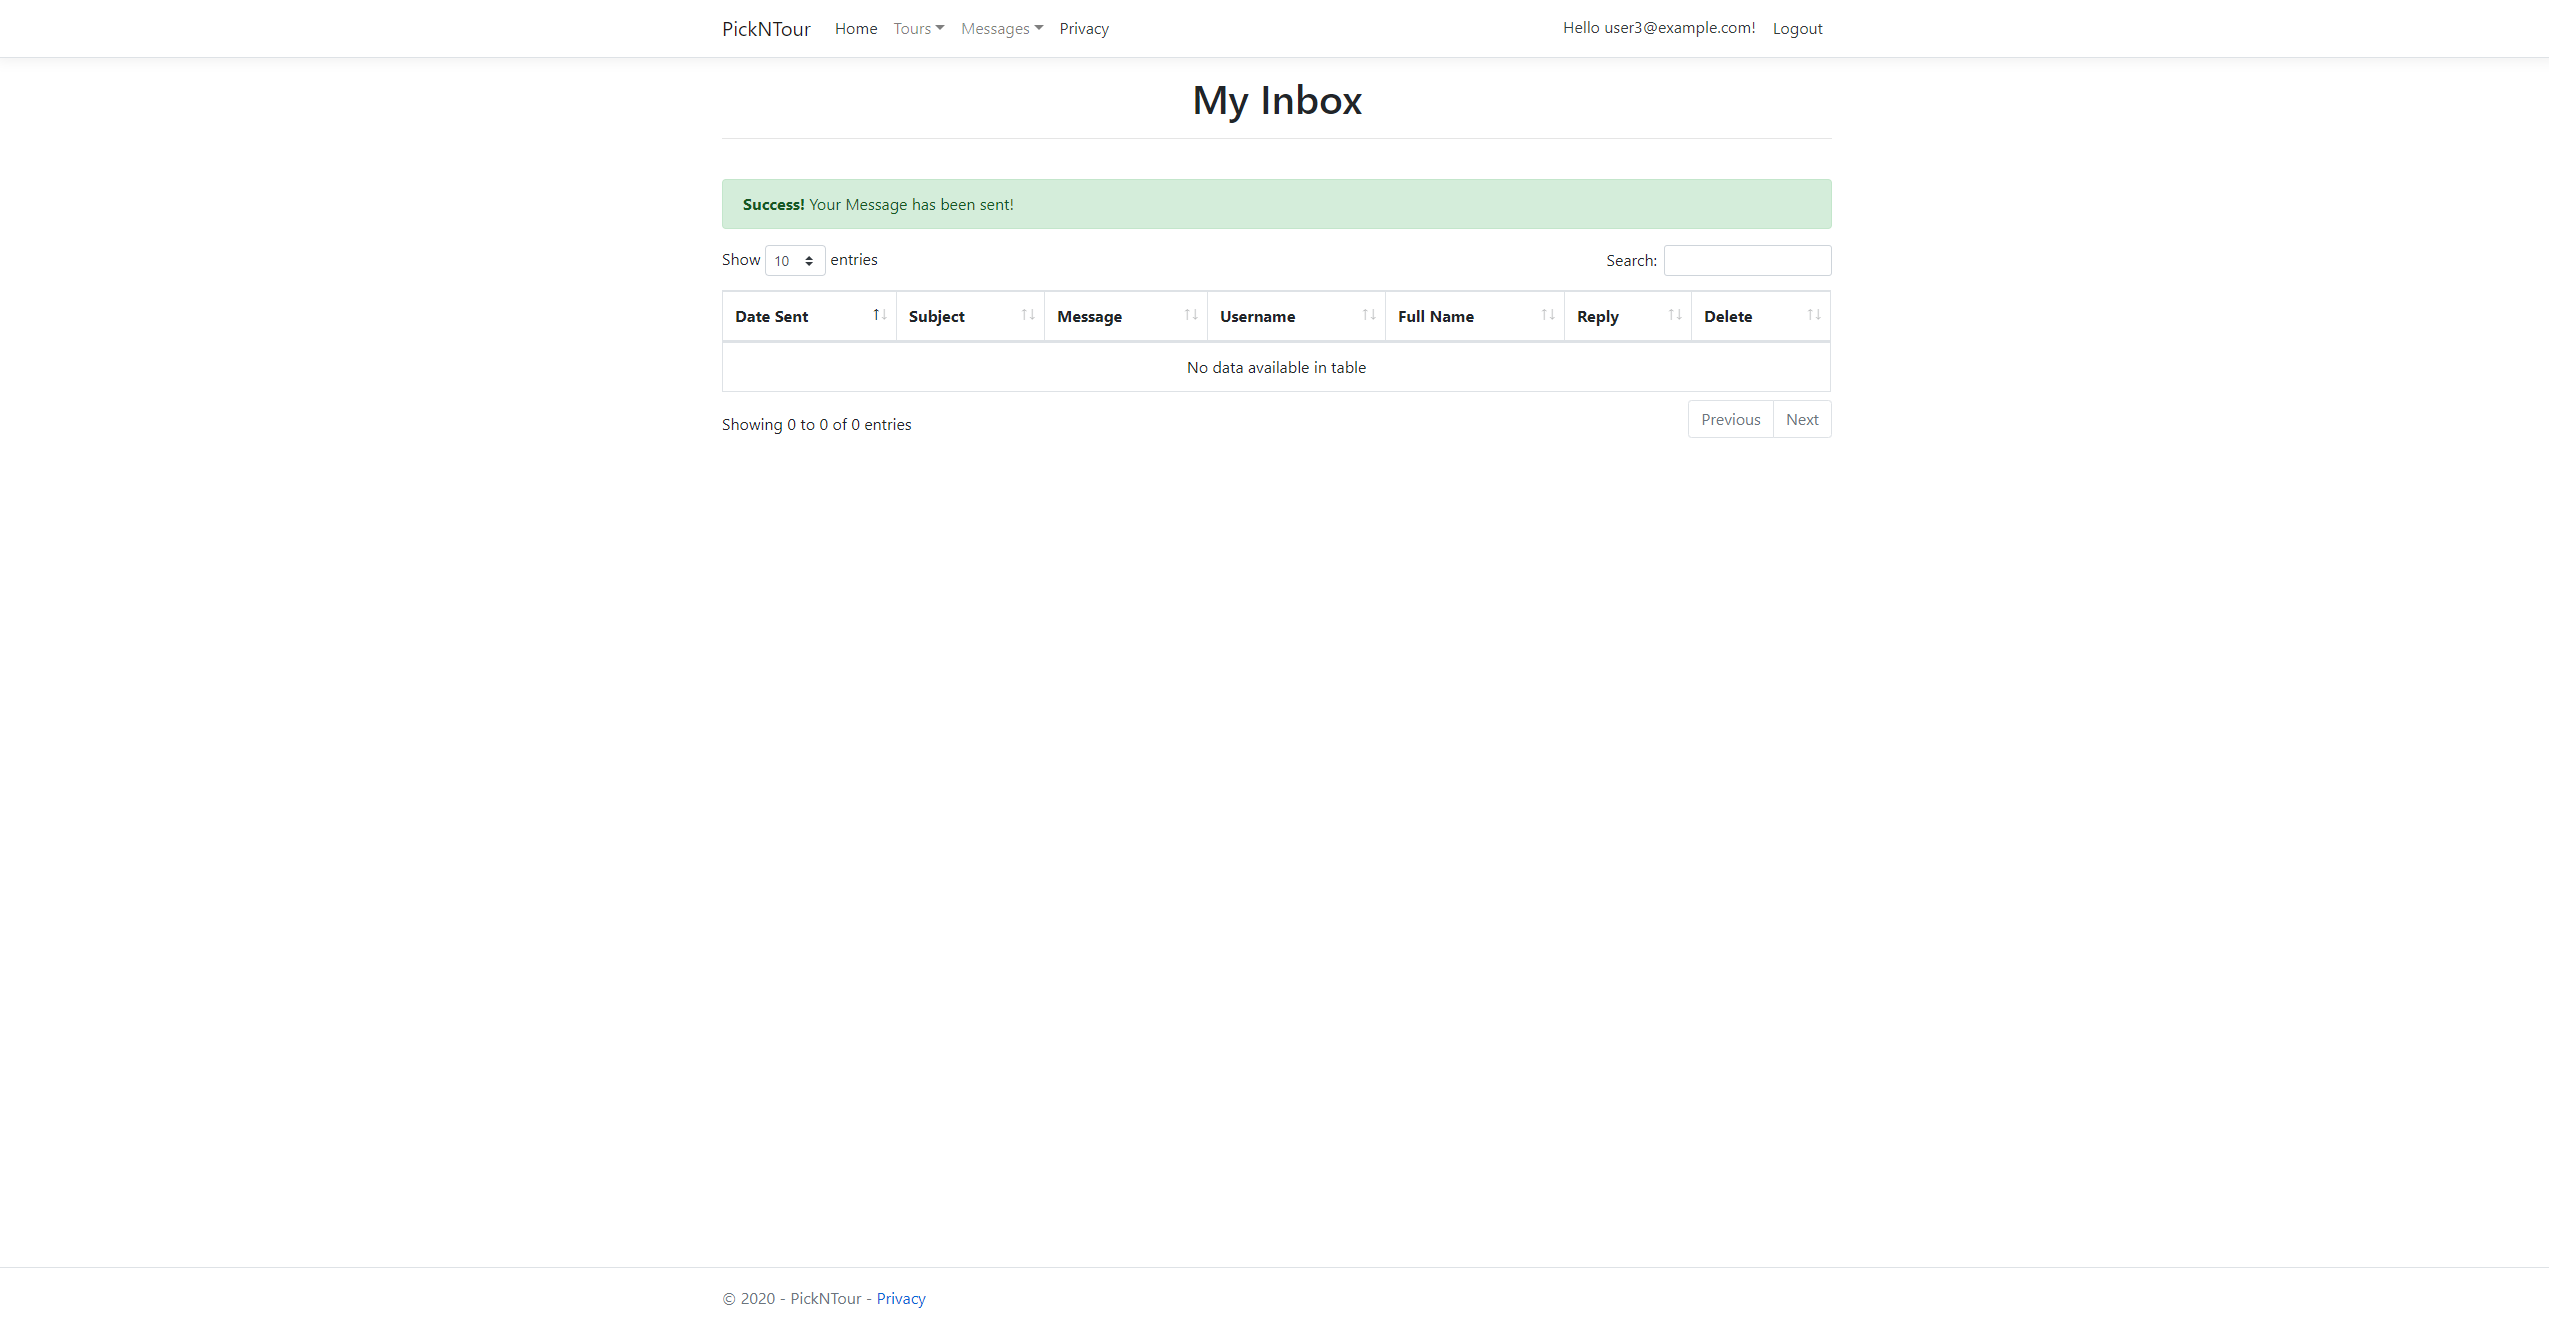 PickNTour Home Tours Messages Privacy Hello user3@example.com! Logout
My Inbox
Success! Your Message has been sent!
Show 10 entries Search:
Date Sent Subject Message Username Full Name Reply Delete
No data available in table
Showing 0 to 0 of 0 entries Previous Next
© 2020 - PickNTour - Privacy